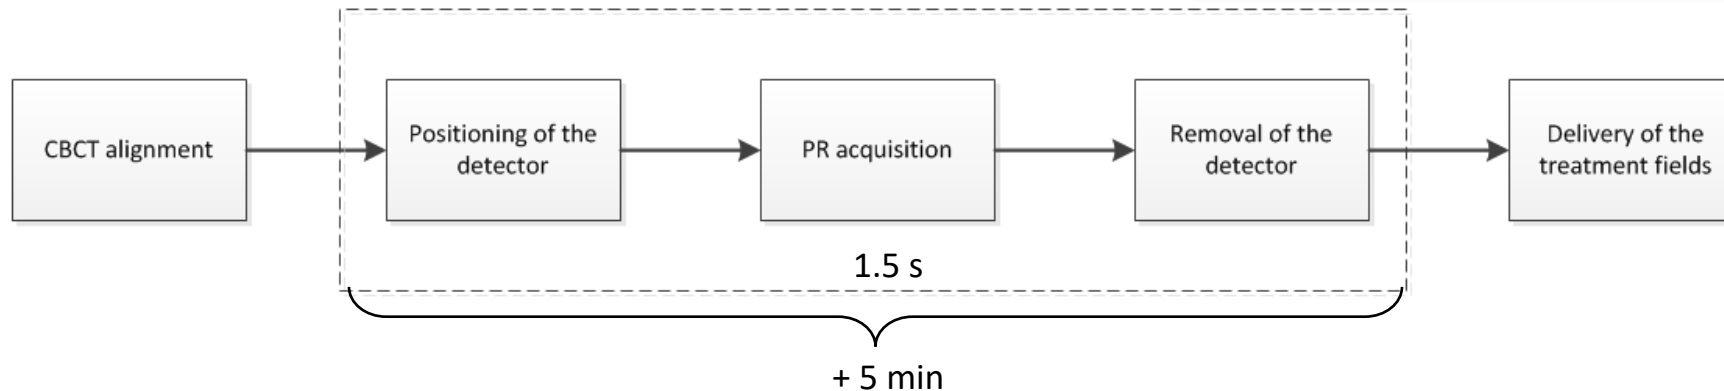 CBCT alignment
Positioning of the
detector
PR acquisition
Removal of the
detector
Delivery of the
treatment fields
1.5 s
+ 5 min